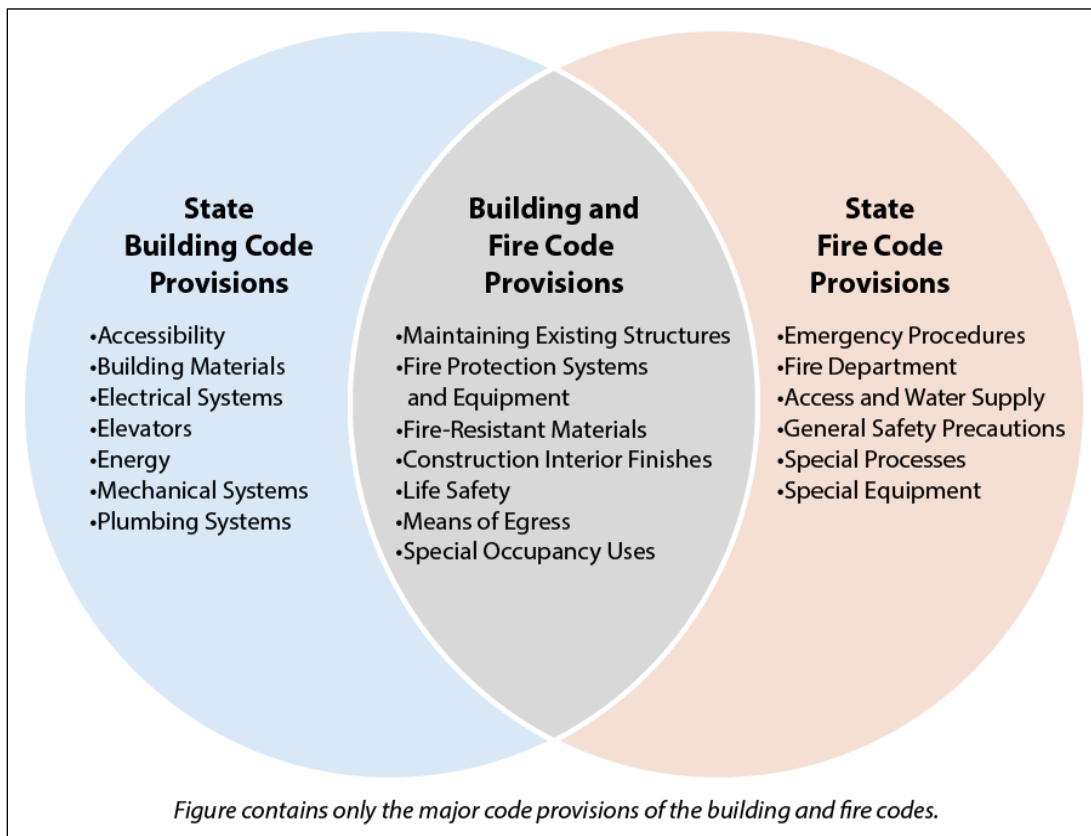 State
Building Code
Provisions
•Accessibility
•Building Materials
•Electrical Systems
•Elevators
•Energy
•Mechanical Systems
•Plumbing Systems
Building and
Fire Code
Provisions
•Maintaining Existing Structures
•Fire Protection Systems
and Equipment
•Fire-Resistant Materials
•Construction Interior Finishes
•Life Safety
•Means of Egress
•Special Occupancy Uses
State
Fire Code
Provisions
•Emergency Procedures
•Fire Department
•Access and Water Supply
•General Safety Precautions
•Special Processes
•Special Equipment
Figure contains only the major code provisions of the building and fire codes.